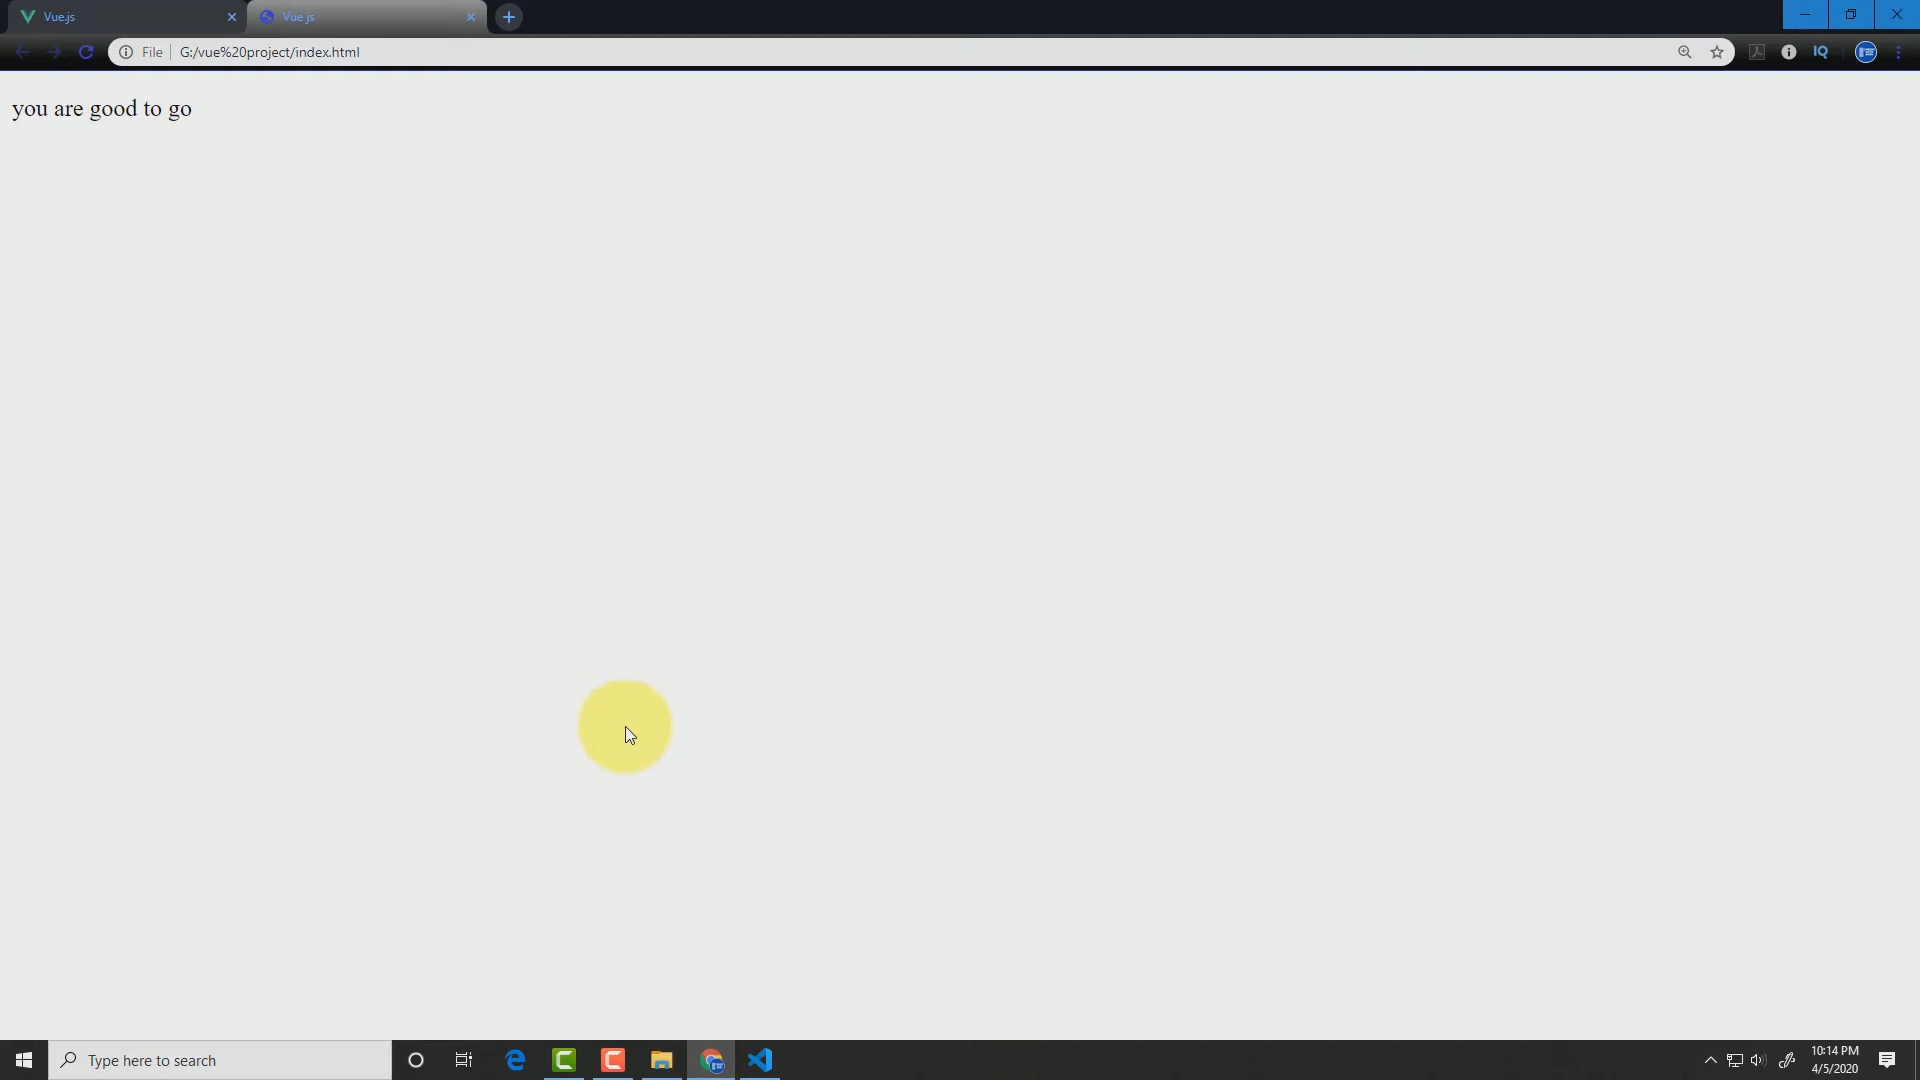 Vue.js
Vue js
File
G:/vue%20project/index.html
IQ
you are good to go
Type here to search
10:14 PM
4/5/2020